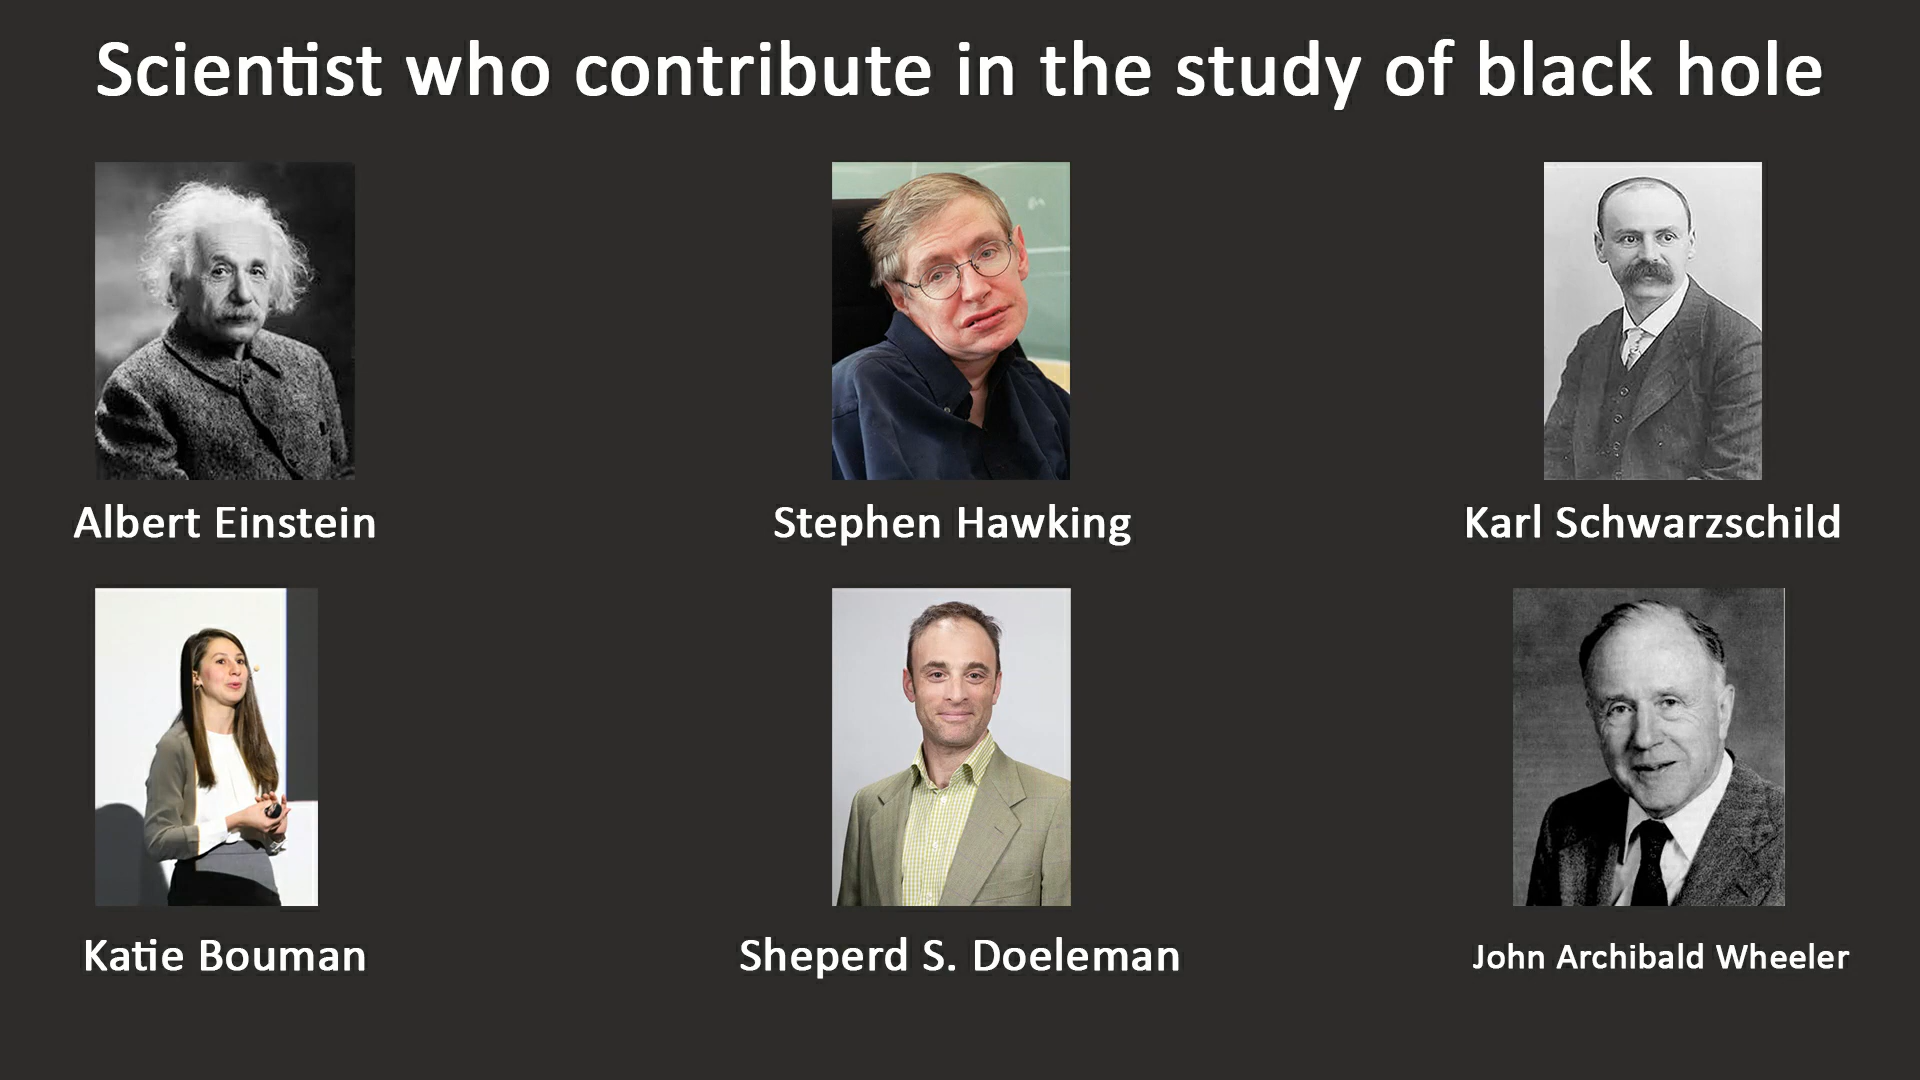 Scientist who contribute in the study of black hole
Albert Einstein
Stephen Hawking
Karl Schwarzschild
Katie Bouman
Sheperd S. Doeleman
John Archibald Wheeler